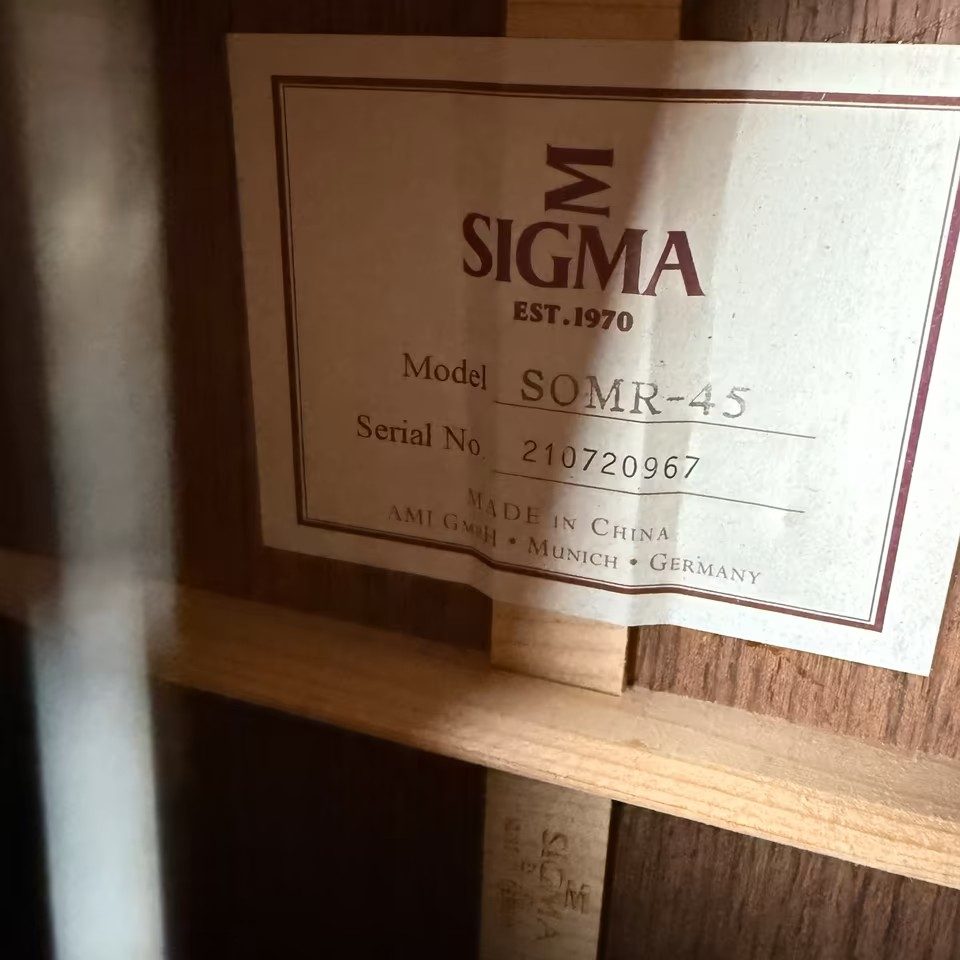 M
SIGMA
EST.1970
Model SOMR-45
Serial No 210720967
MADE IN CHINA
AMI GMBH • MUNICH • GERMANY
SIGMA
M